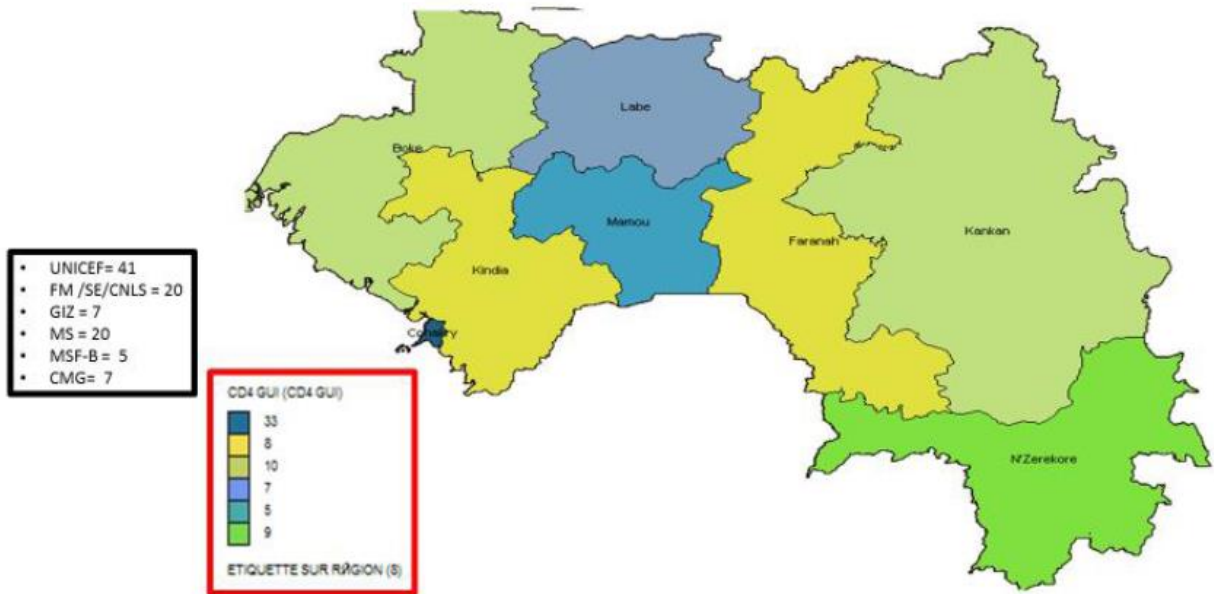 Labe
Boke
Mamou
Kankan
Faranah
Kindia
• UNICEF= 41
• FM /SE/CNLS = 20
• GIZ = 7
• MS = 20
• MSF-B = 5
• CMG= 7
Conakry
CD4 GUI (CD4 GUI)
33
8
10
7
5
9
ETIQUETTE SUR RÑGION (8)
N'Zerekore